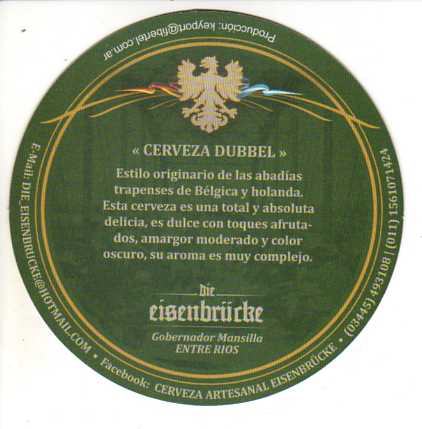 Producción: keyport@fibertel.com.ar
« CERVEZA DUBBEL »
Estilo originario de las abadías
trapenses de Bélgica y holanda.
Esta cerveza es una total y absoluta
delicia, es dulce con toques afruta-
dos, amargor moderado y color
oscuro, su aroma es muy complejo.
Die
eisenbrücke
Gobernador Mansilla
ENTRE RIOS
E-Mail: DIE_EISENBRUCKE@HOTMAIL.COM • Facebook: CERVEZA ARTESANAL EISENBRÜCKE • (03445) 493108 | (011) 1561071424